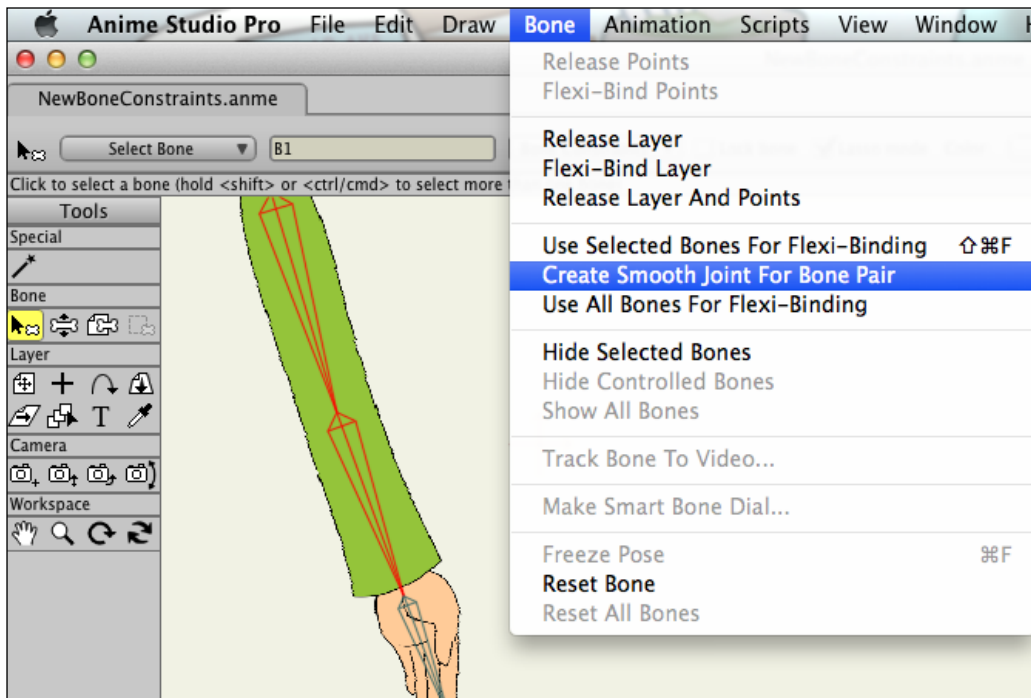 Anime Studio Pro File Edit Draw Bone Animation Scripts View Window
NewBoneConstraints.anme
Select Bone B1
Click to select a bone (hold <shift> or <ctrl/cmd> to select more
Tools
Special
Bone
Layer
T
Camera
Workspace
Release Points
Flexi-Bind Points
Release Layer
Flexi-Bind Layer
Release Layer And Points
Use Selected Bones For Flexi-Binding ⇧⌘F
Create Smooth Joint For Bone Pair
Use All Bones For Flexi-Binding
Hide Selected Bones
Hide Controlled Bones
Show All Bones
Track Bone To Video...
Make Smart Bone Dial...
Freeze Pose ⌘F
Reset Bone
Reset All Bones